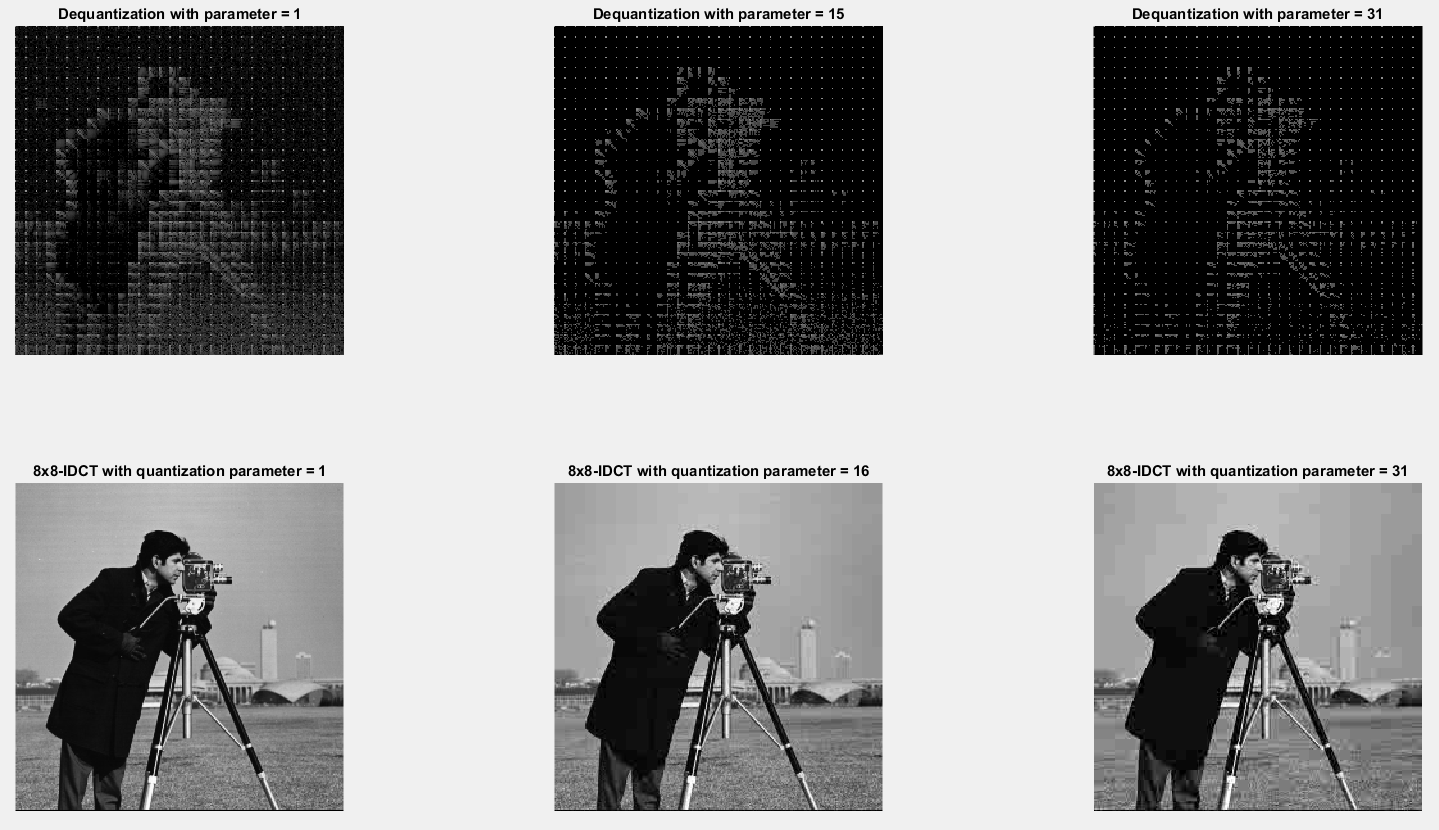 Dequantization with parameter = 1
Dequantization with parameter = 15
Dequantization with parameter = 31
8x8-IDCT with quantization parameter = 1
8x8-IDCT with quantization parameter = 16
8x8-IDCT with quantization parameter = 31